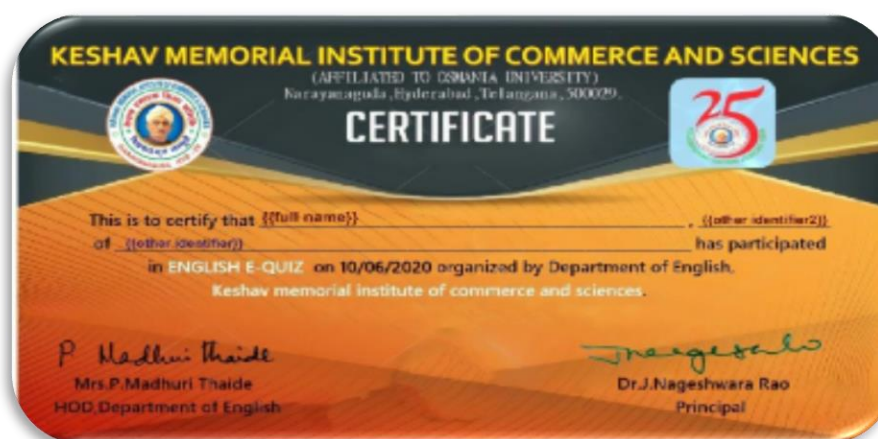 KESHAV MEMORIAL INSTITUTE OF COMMERCE AND SCIENCES
(AFFILIATED TO OSMANIA UNIVERSITY)
Narayanaguda,Hyderabad,Telangana,500029.
CERTIFICATE
25
This is to certify that {{full name}} , {{other identifier2}}
of {{other identifier}} has participated
in ENGLISH E-QUIZ on 10/06/2020 organized by Department of English,
Keshav memorial institute of commerce and sciences.
P Madhuri Thaide
Mrs.P.Madhuri Thaide
HOD,Department of English
Dr.J.Nageshwara Rao
Principal